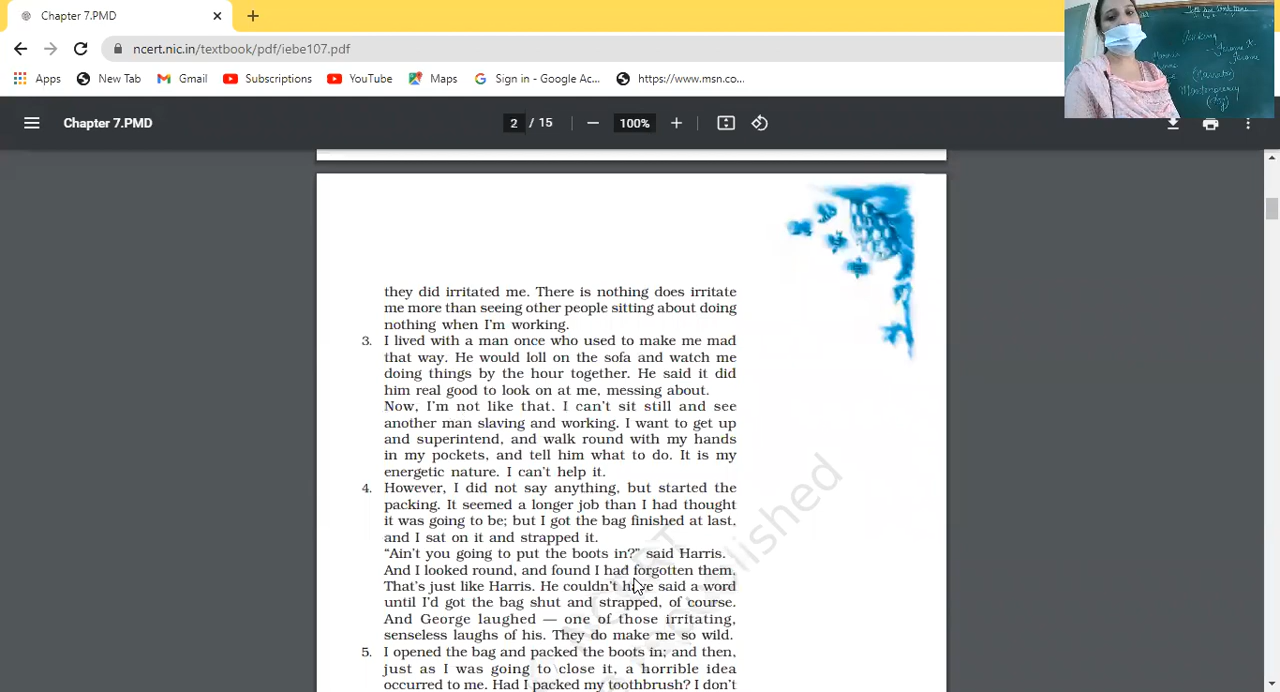 Chapter 7.PMD
ncert.nic.in/textbook/pdf/iebe107.pdf
Apps New Tab Gmail Subscriptions YouTube Maps Sign in - Google Ac... https://www.msn.co...
Chapter 7.PMD 2 / 15 100%
they did irritated me. There is nothing does irritate
me more than seeing other people sitting about doing
nothing when I'm working.
3. I lived with a man once who used to make me mad
that way. He would loll on the sofa and watch me
doing things by the hour together. He said it did
him real good to look on at me, messing about.
Now, I'm not like that. I can't sit still and see
another man slaving and working. I want to get up
and superintend, and walk round with my hands
in my pockets, and tell him what to do. It is my
energetic nature. I can't help it.
4. However, I did not say anything, but started the
packing. It seemed a longer job than I had thought
it was going to be; but I got the bag finished at last,
and I sat on it and strapped it.
“Ain't you going to put the boots in?” said Harris.
And I looked round, and found I had forgotten them.
That's just like Harris. He couldn't have said a word
until I'd got the bag shut and strapped, of course.
And George laughed — one of those irritating,
senseless laughs of his. They do make me so wild.
5. I opened the bag and packed the boots in; and then,
just as I was going to close it, a horrible idea
occurred to me. Had I packed my toothbrush? I don't
Packing
Jerome K.
Jerome
(Narrator)
Montmorency
(dog)
© NCERT
republished